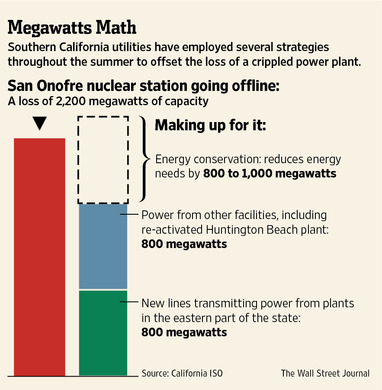 Megawatts Math
Southern California utilities have employed several strategies
throughout the summer to offset the loss of a crippled power plant.
San Onofre nuclear station going offline:
A loss of 2,200 megawatts of capacity
Making up for it:
Energy conservation: reduces energy
needs by 800 to 1,000 megawatts
Power from other facilities, including
re-activated Huntington Beach plant:
800 megawatts
New lines transmitting power from plants
in the eastern part of the state:
800 megawatts
Source: California ISO
The Wall Street Journal